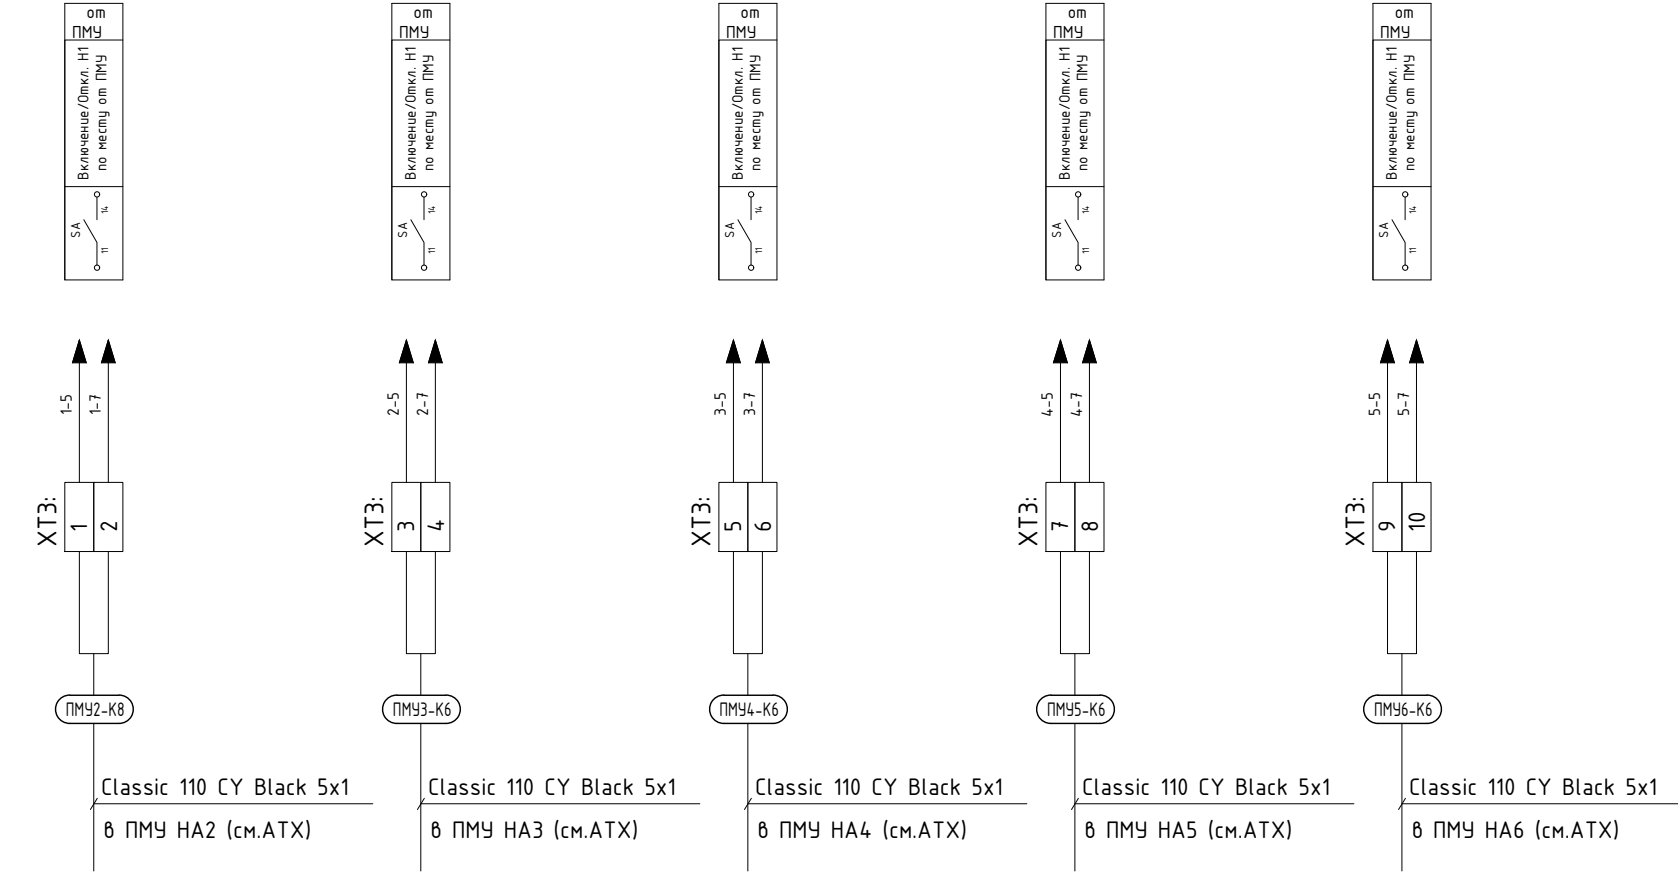 от
ПМУ
Включение/Откл. Н1
по месту от ПМУ
SA
14
11
1-5
1-7
ХТ3:
1
2
ПМУ2-К8
Classic 110 CY Black 5x1
в ПМУ НА2 (см.АТХ)
от
ПМУ
Включение/Откл. Н1
по месту от ПМУ
SA
14
11
2-5
2-7
ХТ3:
3
4
ПМУ3-К6
Classic 110 CY Black 5x1
в ПМУ НА3 (см.АТХ)
от
ПМУ
Включение/Откл. Н1
по месту от ПМУ
SA
14
11
3-5
3-7
ХТ3:
5
6
ПМУ4-К6
Classic 110 CY Black 5x1
в ПМУ НА4 (см.АТХ)
от
ПМУ
Включение/Откл. Н1
по месту от ПМУ
SA
14
11
4-5
4-7
ХТ3:
7
8
ПМУ5-К6
Classic 110 CY Black 5x1
в ПМУ НА5 (см.АТХ)
от
ПМУ
Включение/Откл. Н1
по месту от ПМУ
SA
14
11
5-5
5-7
ХТ3:
9
10
ПМУ6-К6
Classic 110 CY Black 5x1
в ПМУ НА6 (см.АТХ)